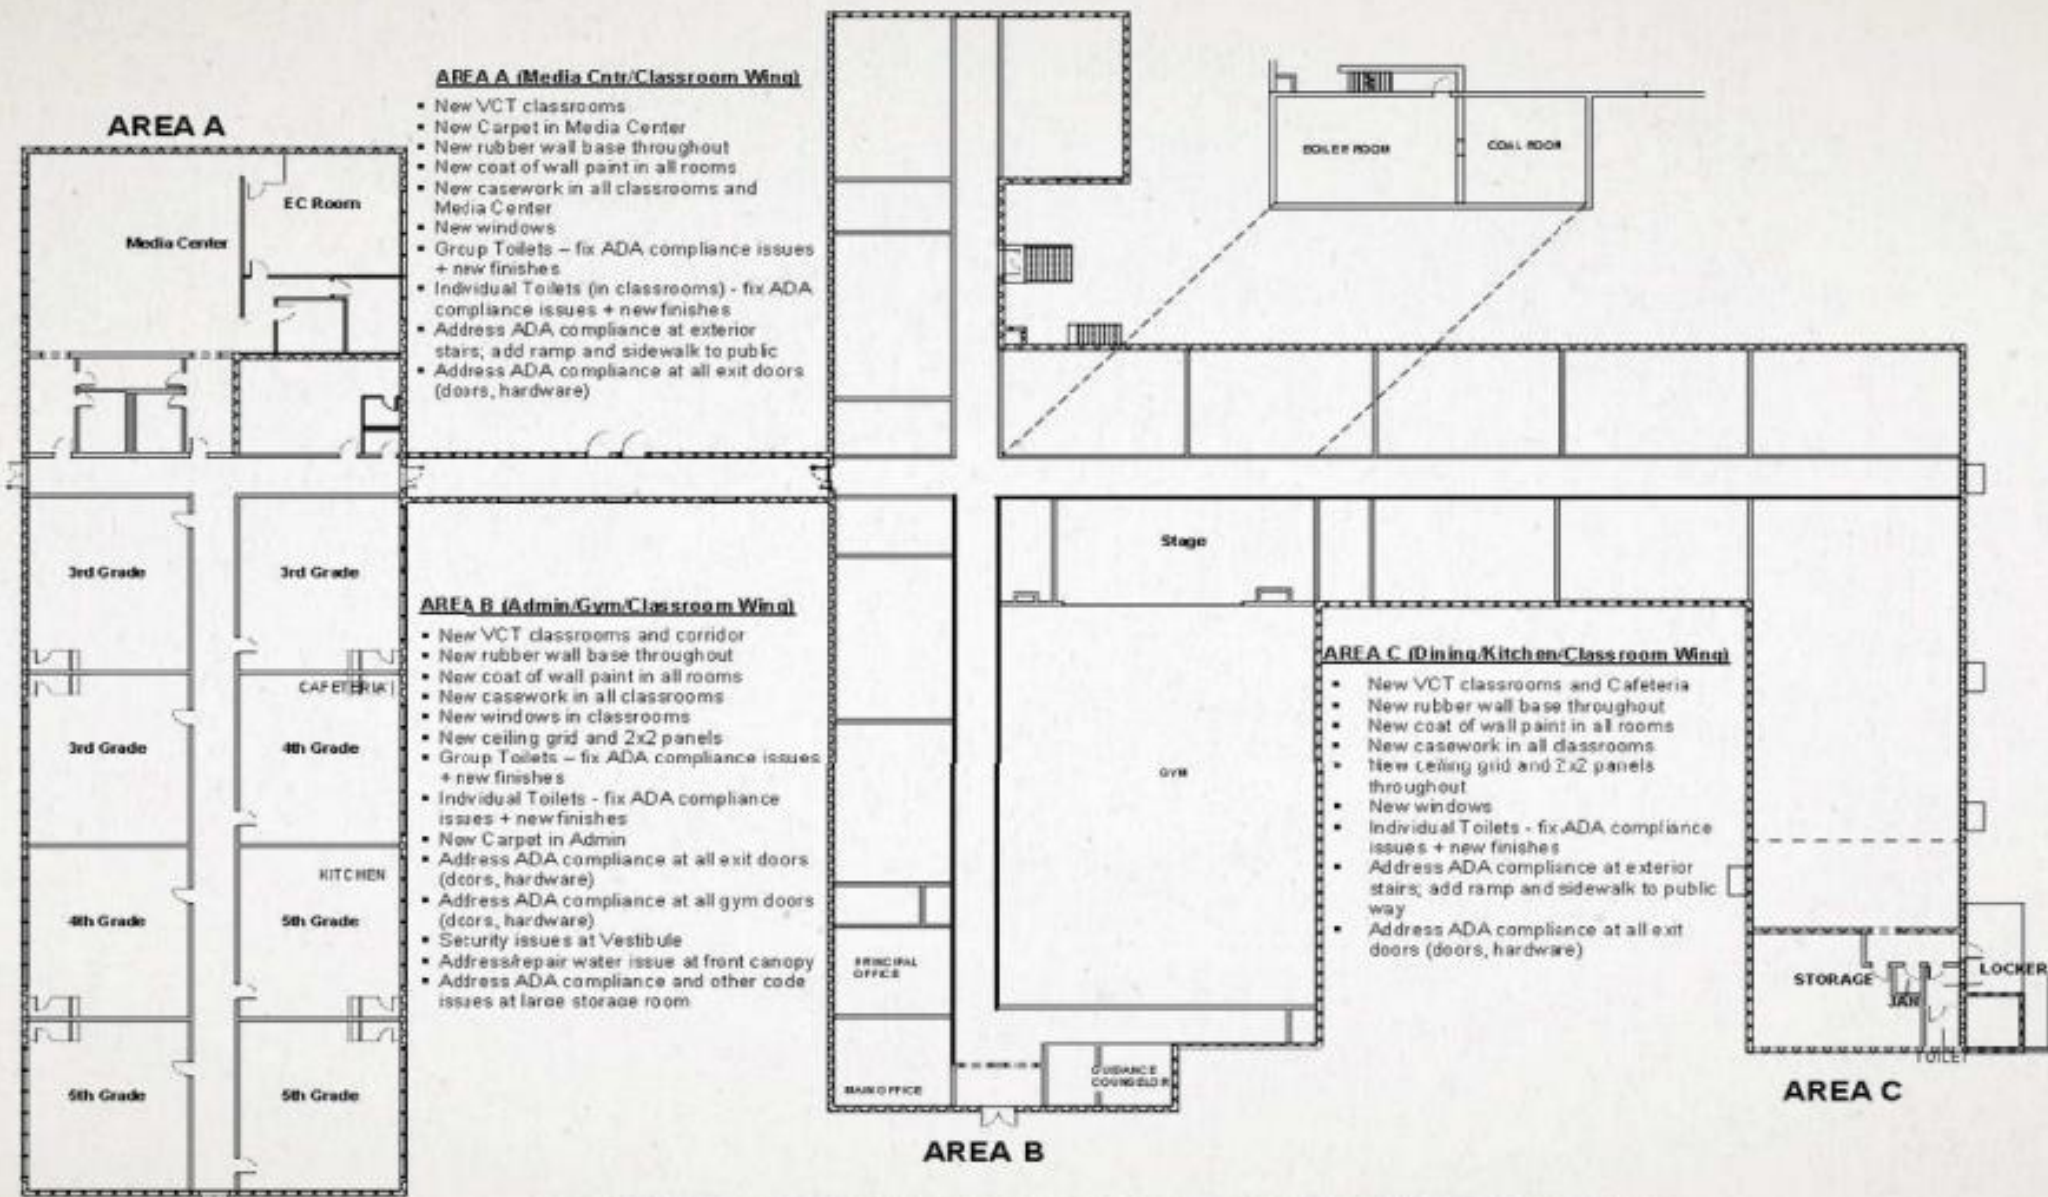 AREA A
AREA A (Media Cntr/Classroom Wing)
▪ New VCT classrooms
▪ New Carpet in Media Center
▪ New rubber wall base throughout
▪ New coat of wall paint in all rooms
▪ New casework in all classrooms and
Media Center
▪ New windows
▪ Group Toilets – fix ADA compliance issues
+ new finishes
▪ Individual Toilets (in classrooms) - fix ADA
compliance issues + new finishes
▪ Address ADA compliance at exterior
stairs; add ramp and sidewalk to public
▪ Address ADA compliance at all exit doors
(doors, hardware)
BOILER ROOM
COAL ROOM
EC Room
Media Center
3rd Grade
3rd Grade
CAFETERIA
3rd Grade
4th Grade
KITCHEN
4th Grade
5th Grade
5th Grade
5th Grade
AREA B (Admin/Gym/Classroom Wing)
▪ New VCT classrooms and corridor
▪ New rubber wall base throughout
▪ New coat of wall paint in all rooms
▪ New casework in all classrooms
▪ New windows in classrooms
▪ New ceiling grid and 2x2 panels
▪ Group Toilets – fix ADA compliance issues
+ new finishes
▪ Individual Toilets - fix ADA compliance
issues + new finishes
▪ New Carpet in Admin
▪ Address ADA compliance at all exit doors
(doors, hardware)
▪ Address ADA compliance at all gym doors
(doors, hardware)
▪ Security issues at Vestibule
▪ Address/repair water issue at front canopy
▪ Address ADA compliance and other code
issues at large storage room
Stage
GYM
PRINCIPAL
OFFICE
MAIN OFFICE
GUIDANCE
COUNSELOR
AREA B
AREA C (Dining/Kitchen/Classroom Wing)
▪ New VCT classrooms and Cafeteria
▪ New rubber wall base throughout
▪ New coat of wall paint in all rooms
▪ New casework in all classrooms
▪ New ceiling grid and 2x2 panels
throughout
▪ New windows
▪ Individual Toilets - fix ADA compliance
issues + new finishes
▪ Address ADA compliance at exterior
stairs; add ramp and sidewalk to public
way
▪ Address ADA compliance at all exit
doors (doors, hardware)
STORAGE
JAN
LOCKER
TOILET
AREA C